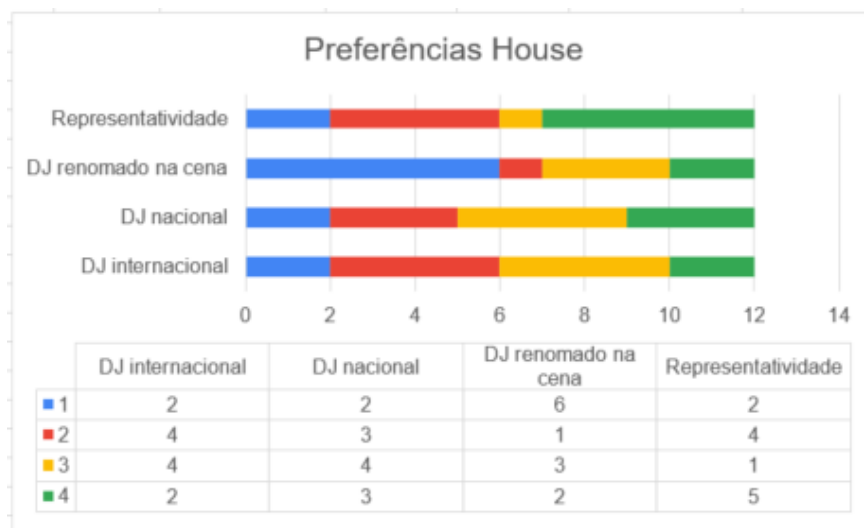 Preferências House
Representatividade
DJ renomado na cena
DJ nacional
DJ internacional
0 2 4 6 8 10 12 14
DJ internacional DJ nacional DJ renomado na cena Representatividade
1 2 2 6 2
2 4 3 1 4
3 4 4 3 1
4 2 3 2 5